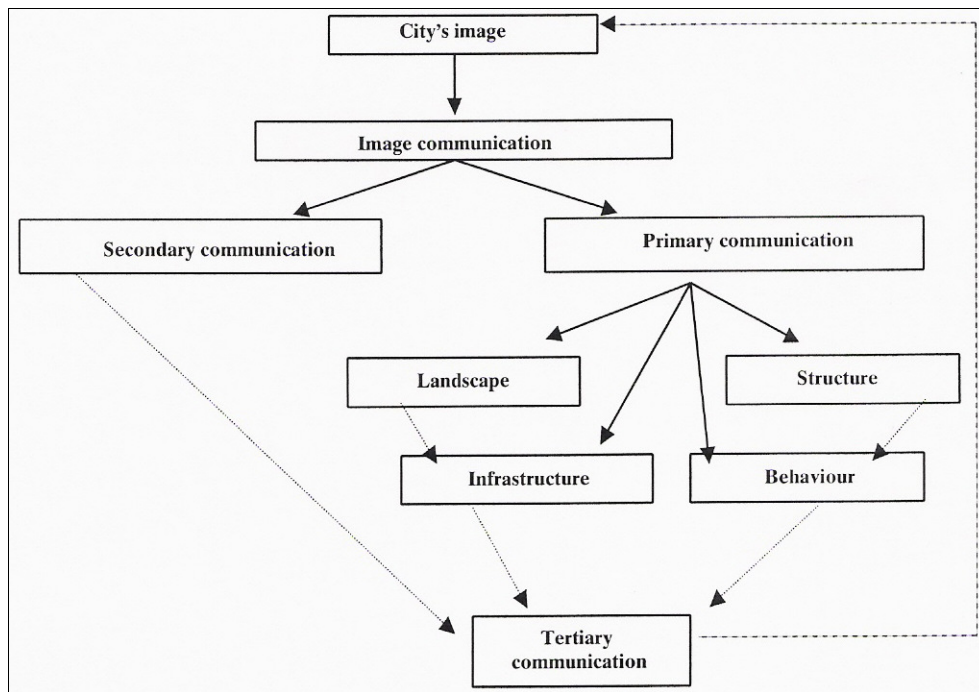 City's image
Image communication
Secondary communication
Primary communication
Landscape
Structure
Infrastructure
Behaviour
Tertiary
communication